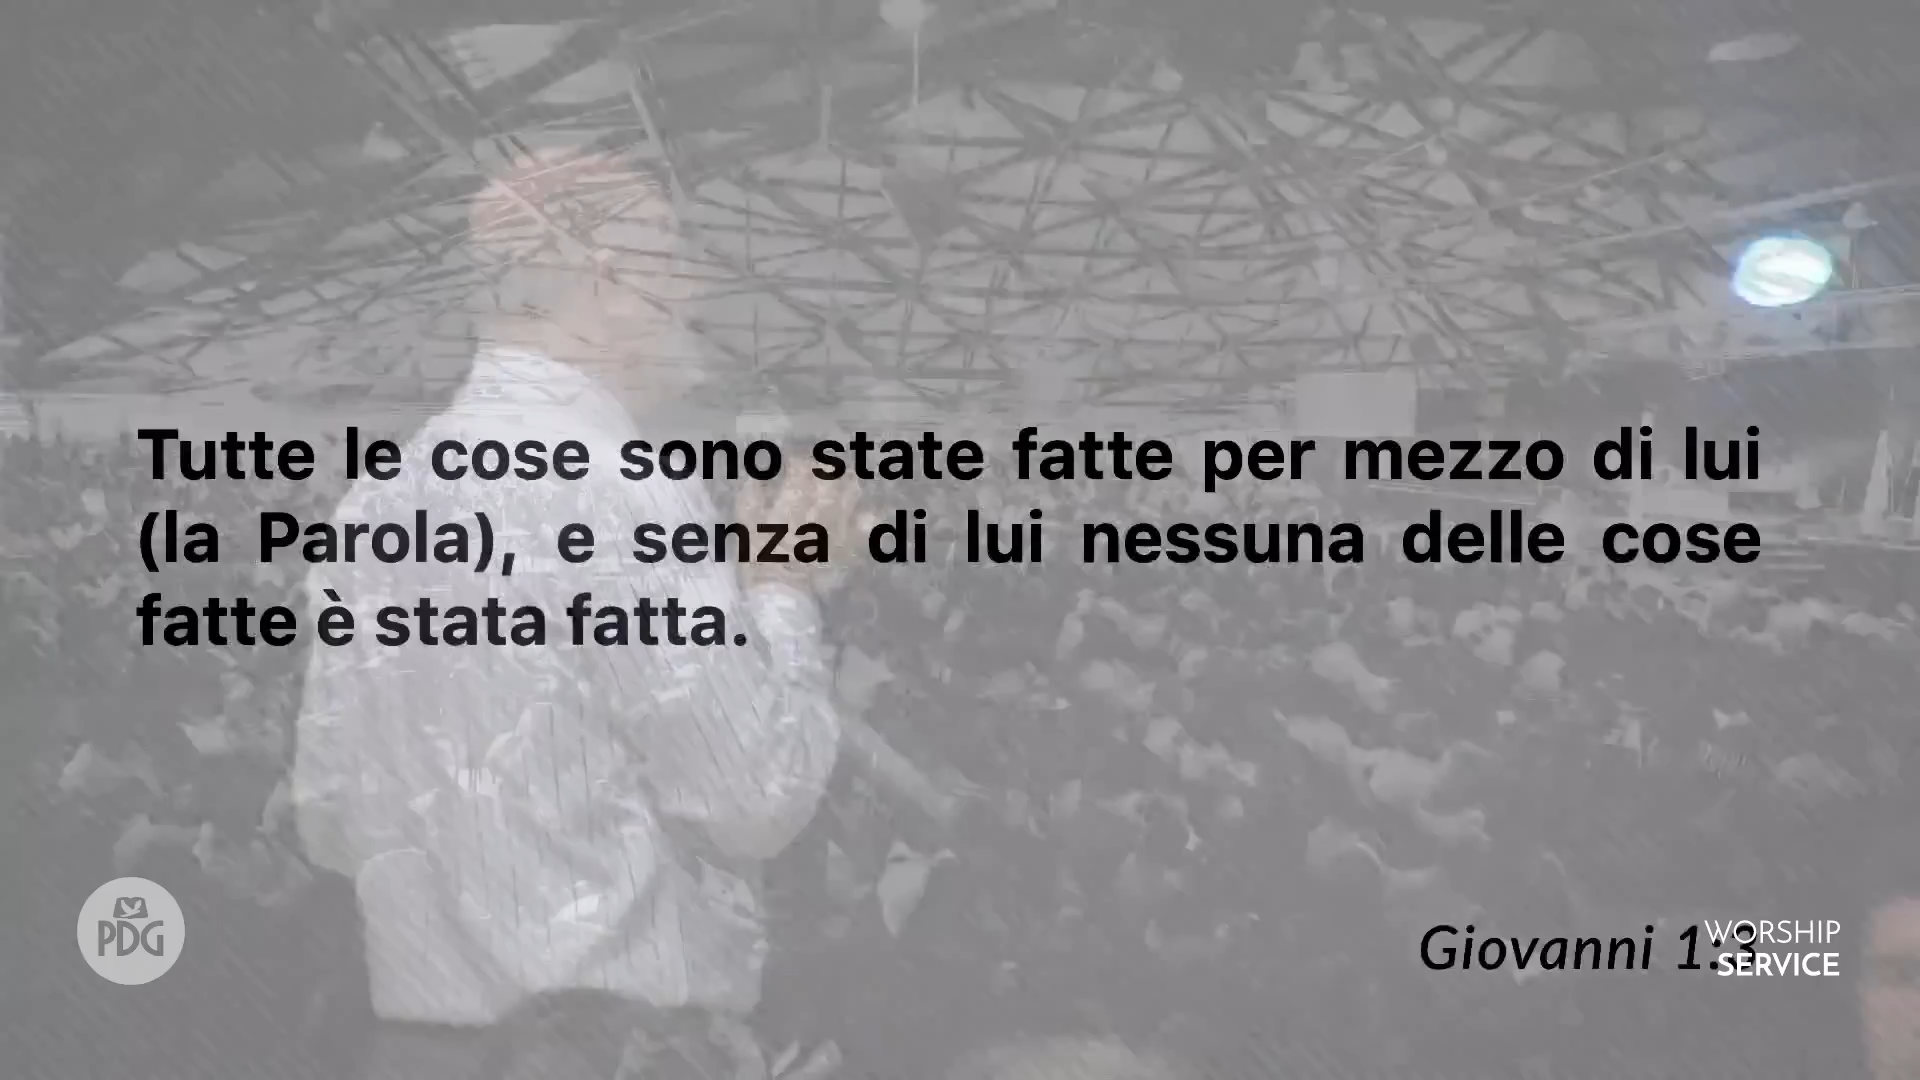 Tutte le cose sono state fatte per mezzo di lui
(la Parola), e senza di lui nessuna delle cose
fatte è stata fatta.
PDG
Giovanni 1:3
WORSHIP
SERVICE